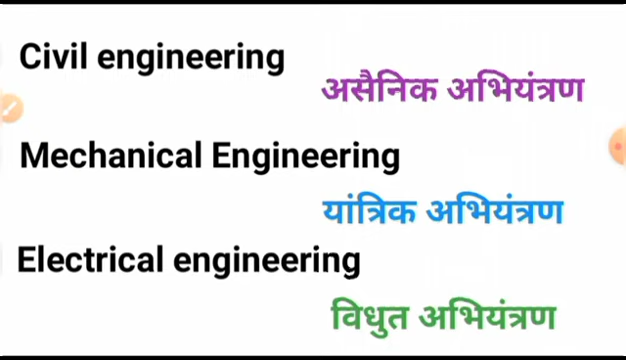 Civil engineering
असैनिक अभियंत्रण
Mechanical Engineering
यांत्रिक अभियंत्रण
Electrical engineering
विधुत अभियंत्रण